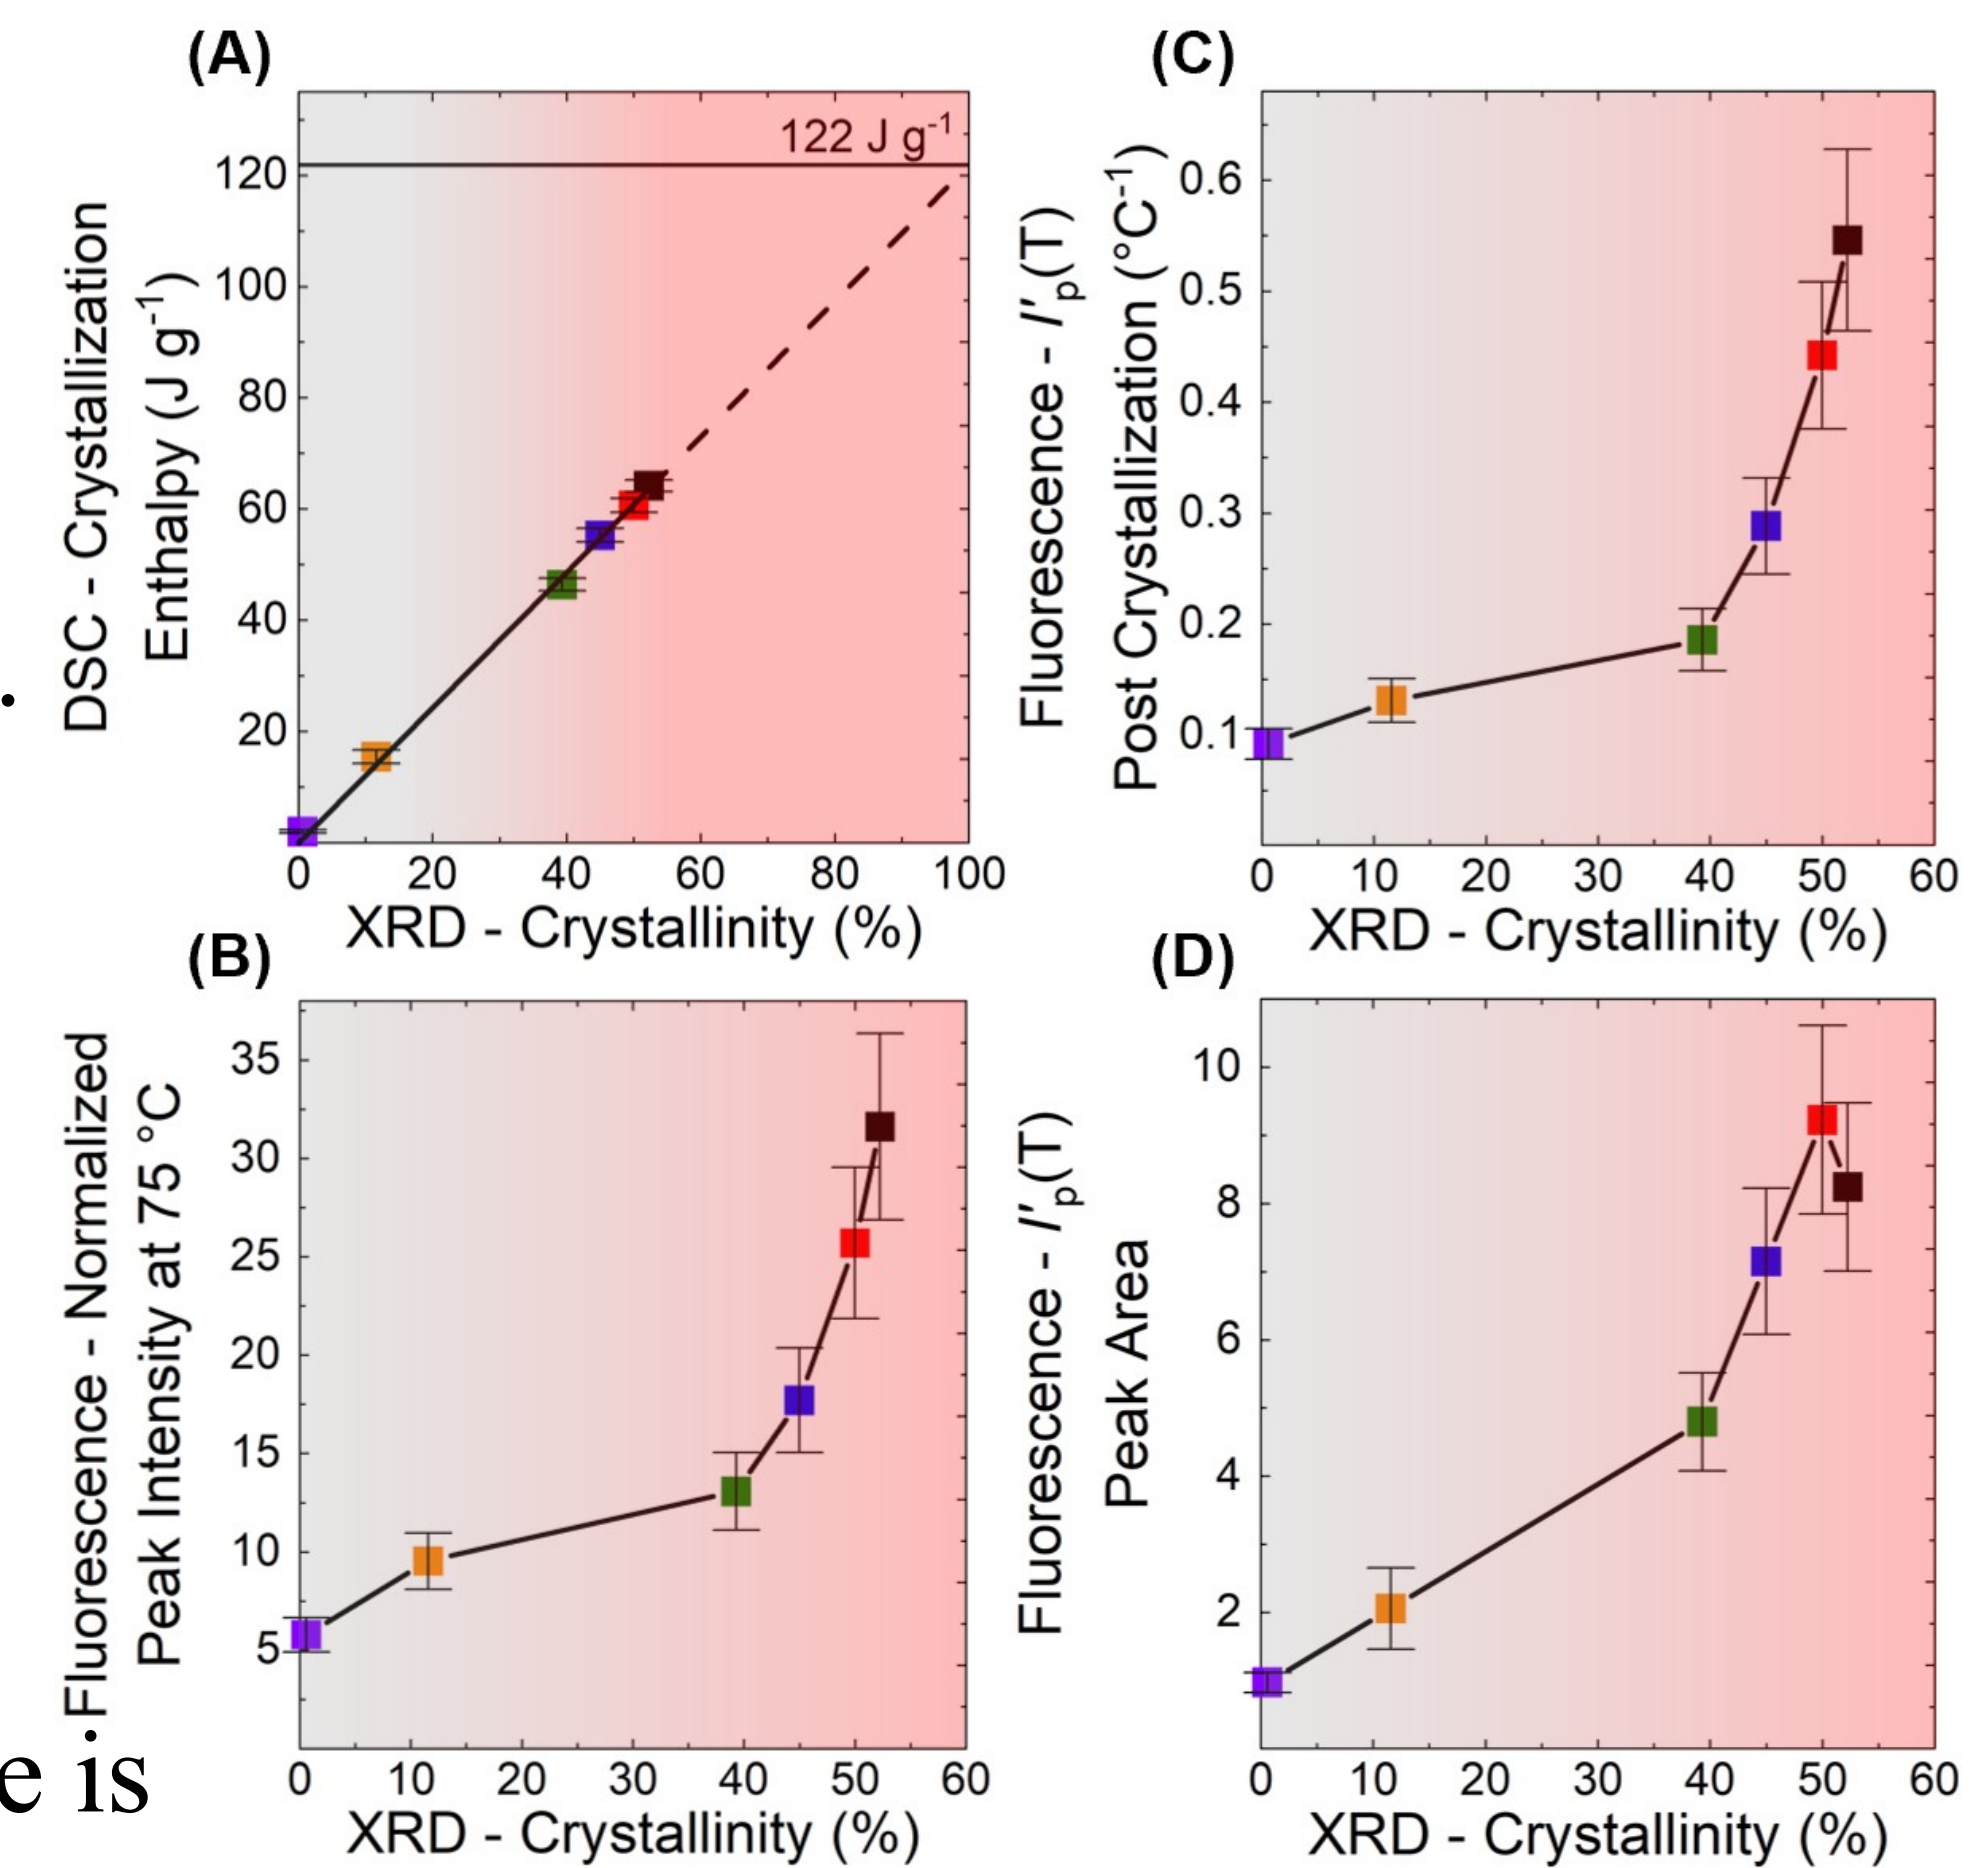 (A)
122 J g⁻¹
DSC - Crystallization
Enthalpy (J g⁻¹)
120
100
80
60
40
20
0 20 40 60 80 100
XRD - Crystallinity (%)
(B)
Fluorescence - Normalized
Peak Intensity at 75 °C
35
30
25
20
15
10
5
0 10 20 30 40 50 60
XRD - Crystallinity (%)
(C)
Fluorescence - I′ₚ(T)
Post Crystallization (°C⁻¹)
0.6
0.5
0.4
0.3
0.2
0.1
0 10 20 30 40 50 60
XRD - Crystallinity (%)
(D)
Fluorescence - I′ₚ(T)
Peak Area
10
8
6
4
2
0 10 20 30 40 50 60
XRD - Crystallinity (%)
.
e is